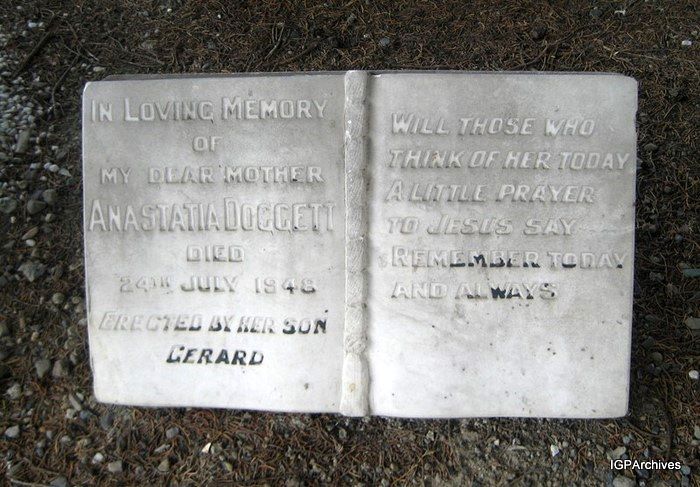 IN LOVING MEMORY
OF
MY DEAR MOTHER
ANASTATIA DOGGETT
DIED
24TH JULY 1948
ERECTED BY HER SON
GERARD
WILL THOSE WHO
THINK OF HER TODAY
A LITTLE PRAYER
TO JESUS SAY
REMEMBER TODAY
AND ALWAYS
IGPArchives